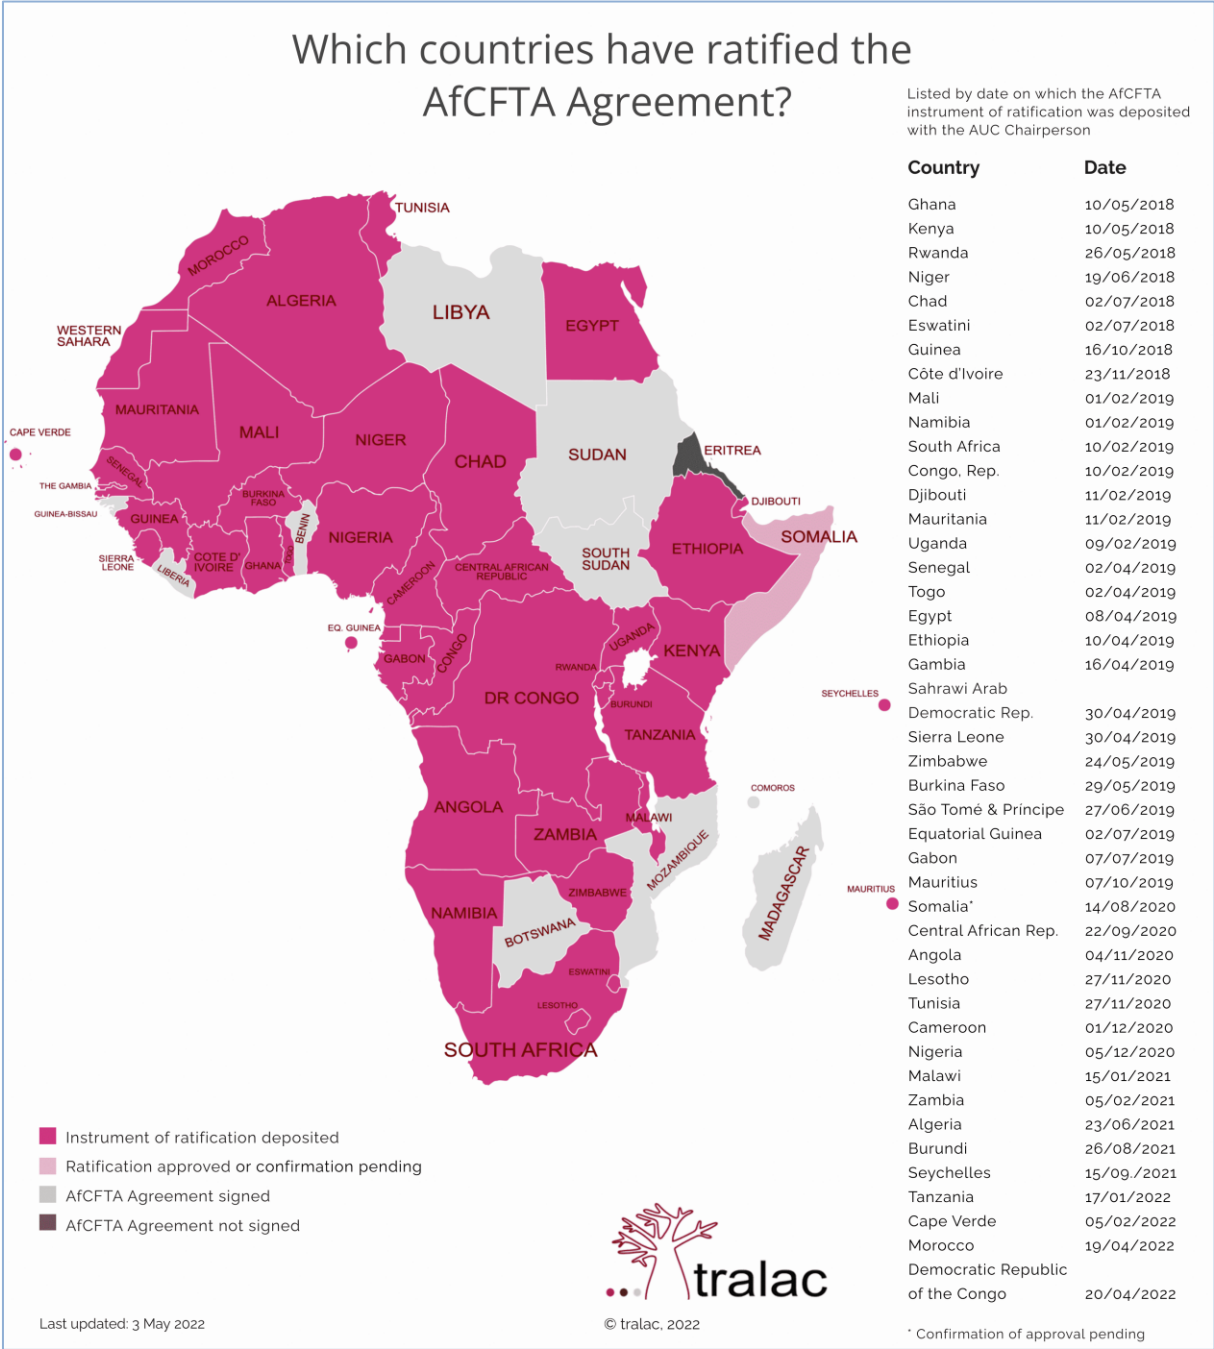 Which countries have ratified the
AfCFTA Agreement?
Listed by date on which the AfCFTA
instrument of ratification was deposited
with the AUC Chairperson
Country Date
Ghana 10/05/2018
Kenya 10/05/2018
Rwanda 26/05/2018
Niger 19/06/2018
Chad 02/07/2018
Eswatini 02/07/2018
Guinea 16/10/2018
Côte d'Ivoire 23/11/2018
Mali 01/02/2019
Namibia 01/02/2019
South Africa 10/02/2019
Congo, Rep. 10/02/2019
Djibouti 11/02/2019
Mauritania 11/02/2019
Uganda 09/02/2019
Senegal 02/04/2019
Togo 02/04/2019
Egypt 08/04/2019
Ethiopia 10/04/2019
Gambia 16/04/2019
Sahrawi Arab
Democratic Rep. 30/04/2019
Sierra Leone 30/04/2019
Zimbabwe 24/05/2019
Burkina Faso 29/05/2019
São Tomé & Príncipe 27/06/2019
Equatorial Guinea 02/07/2019
Gabon 07/07/2019
Mauritius 07/10/2019
Somalia* 14/08/2020
Central African Rep. 22/09/2020
Angola 04/11/2020
Lesotho 27/11/2020
Tunisia 27/11/2020
Cameroon 01/12/2020
Nigeria 05/12/2020
Malawi 15/01/2021
Zambia 05/02/2021
Algeria 23/06/2021
Burundi 26/08/2021
Seychelles 15/09./2021
Tanzania 17/01/2022
Cape Verde 05/02/2022
Morocco 19/04/2022
Democratic Republic
of the Congo 20/04/2022
* Confirmation of approval pending
TUNISIA
MOROCCO
ALGERIA
LIBYA
EGYPT
WESTERN
SAHARA
MAURITANIA
MALI
NIGER
CHAD
SUDAN
ERITREA
CAPE VERDE
SENEGAL
THE GAMBIA
GUINEA-BISSAU
GUINEA
BURKINA
FASO
BENIN
NIGERIA
DJIBOUTI
SOMALIA
ETHIOPIA
SOUTH
SUDAN
SIERRA
LEONE
LIBERIA
COTE D'
IVOIRE
GHANA
TOGO
CAMEROON
CENTRAL AFRICAN
REPUBLIC
EQ. GUINEA
GABON
CONGO
UGANDA
KENYA
RWANDA
DR CONGO
BURUNDI
TANZANIA
SEYCHELLES
COMOROS
ANGOLA
ZAMBIA
MALAWI
MOZAMBIQUE
MADAGASCAR
MAURITIUS
NAMIBIA
ZIMBABWE
BOTSWANA
ESWATINI
LESOTHO
SOUTH AFRICA
Instrument of ratification deposited
Ratification approved or confirmation pending
AfCFTA Agreement signed
AfCFTA Agreement not signed
tralac
Last updated: 3 May 2022
© tralac, 2022